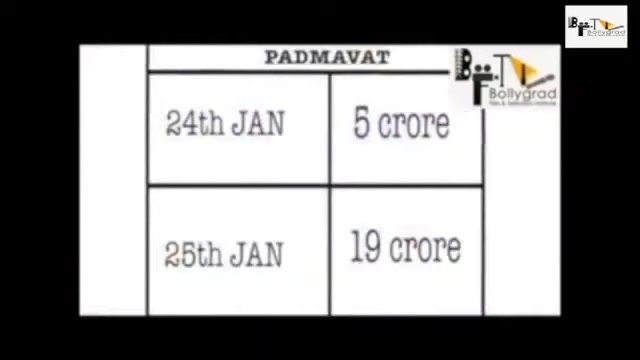 PADMAVAT
24th JAN 5 crore
25th JAN 19 crore
B F.T
Bollygrad